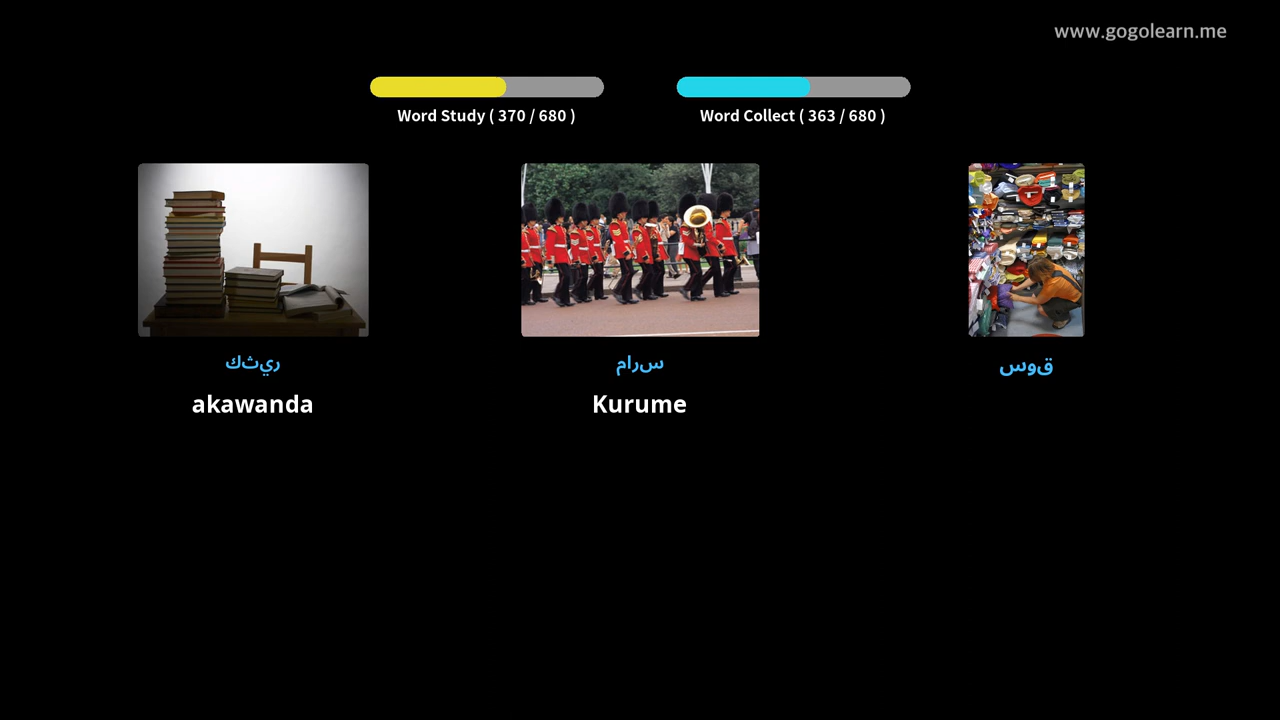 www.gogolearn.me
Word Study ( 370 / 680 )
Word Collect ( 363 / 680 )
ريثك
akawanda
سرام
Kurume
قوس